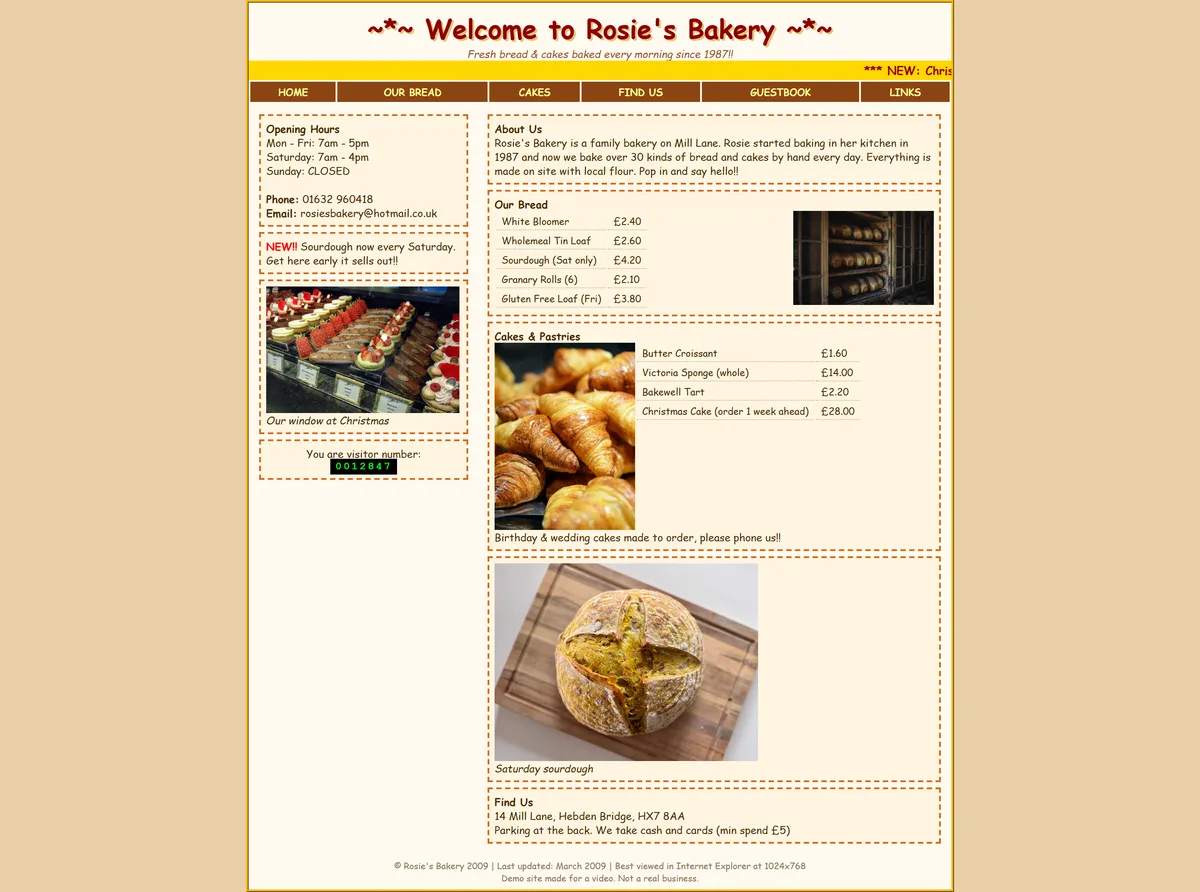 ~*~ Welcome to Rosie's Bakery ~*~
Fresh bread & cakes baked every morning since 1987!!
*** NEW: Chris
HOME OUR BREAD CAKES FIND US GUESTBOOK LINKS
Opening Hours
Mon - Fri: 7am - 5pm
Saturday: 7am - 4pm
Sunday: CLOSED
Phone: 01632 960418
Email: rosiesbakery@hotmail.co.uk
NEW!! Sourdough now every Saturday.
Get here early it sells out!!
Our window at Christmas
You are visitor number:
0012847
About Us
Rosie's Bakery is a family bakery on Mill Lane. Rosie started baking in her kitchen in
1987 and now we bake over 30 kinds of bread and cakes by hand every day. Everything is
made on site with local flour. Pop in and say hello!!
Our Bread
White Bloomer £2.40
Wholemeal Tin Loaf £2.60
Sourdough (Sat only) £4.20
Granary Rolls (6) £2.10
Gluten Free Loaf (Fri) £3.80
Cakes & Pastries
Butter Croissant £1.60
Victoria Sponge (whole) £14.00
Bakewell Tart £2.20
Christmas Cake (order 1 week ahead) £28.00
Birthday & wedding cakes made to order, please phone us!!
Saturday sourdough
Find Us
14 Mill Lane, Hebden Bridge, HX7 8AA
Parking at the back. We take cash and cards (min spend £5)
© Rosie's Bakery 2009 | Last updated: March 2009 | Best viewed in Internet Explorer at 1024x768
Demo site made for a video. Not a real business.